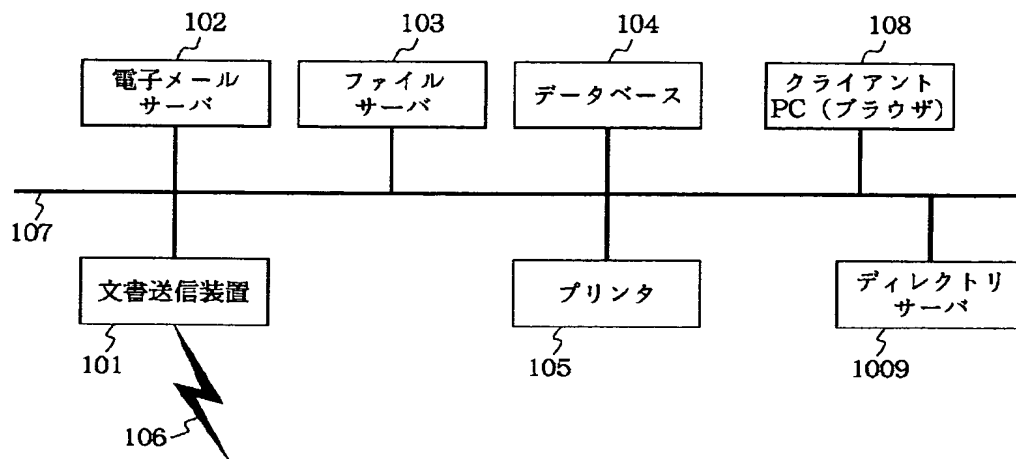 102
103
104
108
電子メール
サーバ
ファイル
サーバ
データベース
クライアント
PC（ブラウザ）
107
文書送信装置
プリンタ
ディレクトリ
サーバ
101
105
1009
106